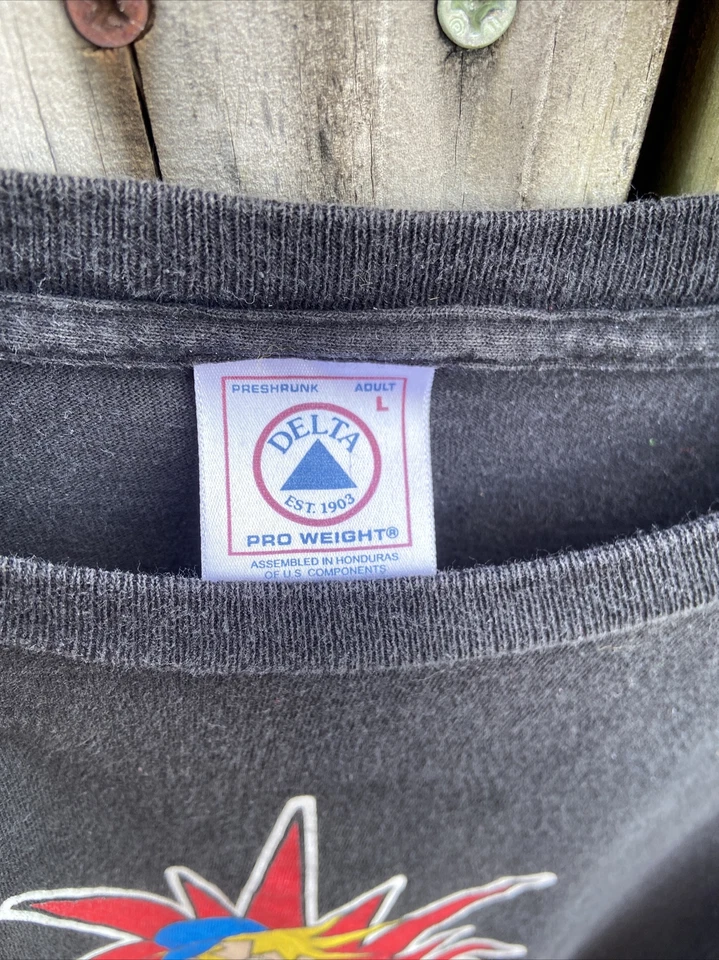 PRESHRUNK ADULT
L
DELTA
EST. 1903
PRO WEIGHT®
ASSEMBLED IN HONDURAS
OF U.S. COMPONENTS